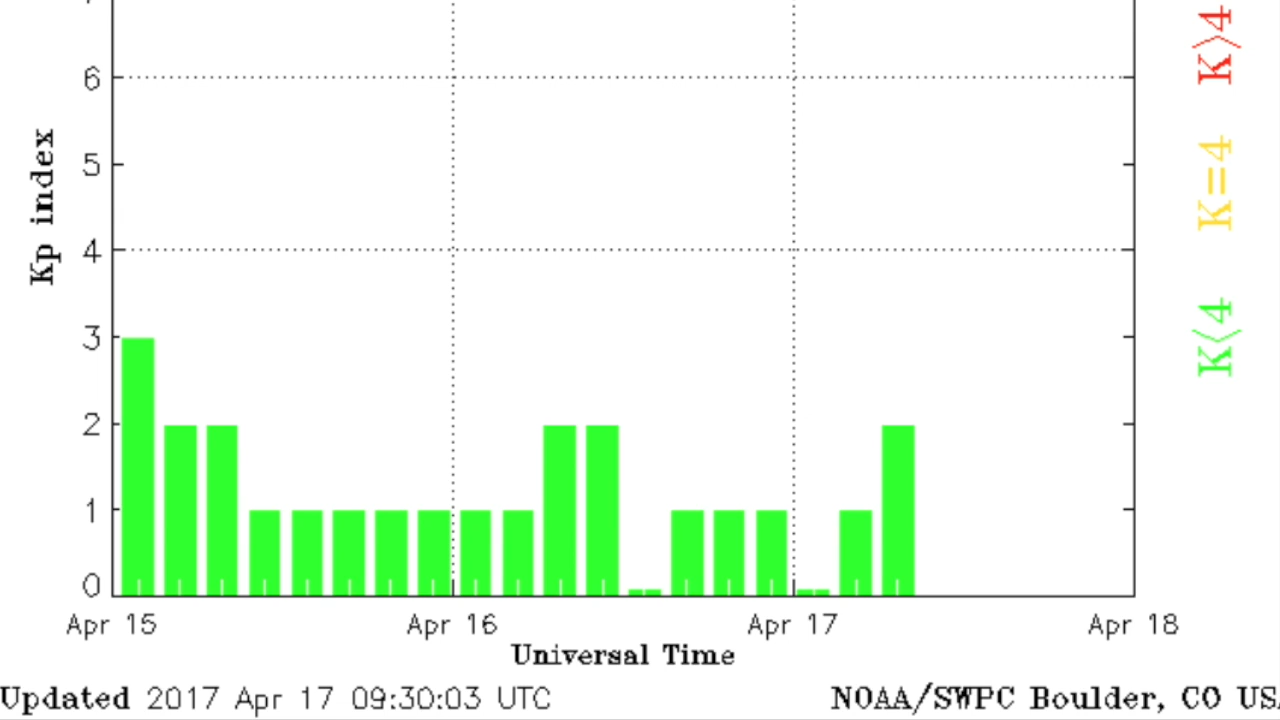 6
5
4
3
2
1
0
Kp index
Apr 15 Apr 16 Apr 17 Apr 18
Universal Time
Updated 2017 Apr 17 09:30:03 UTC NOAA/SWPC Boulder, CO
K>4
K=4
K<4